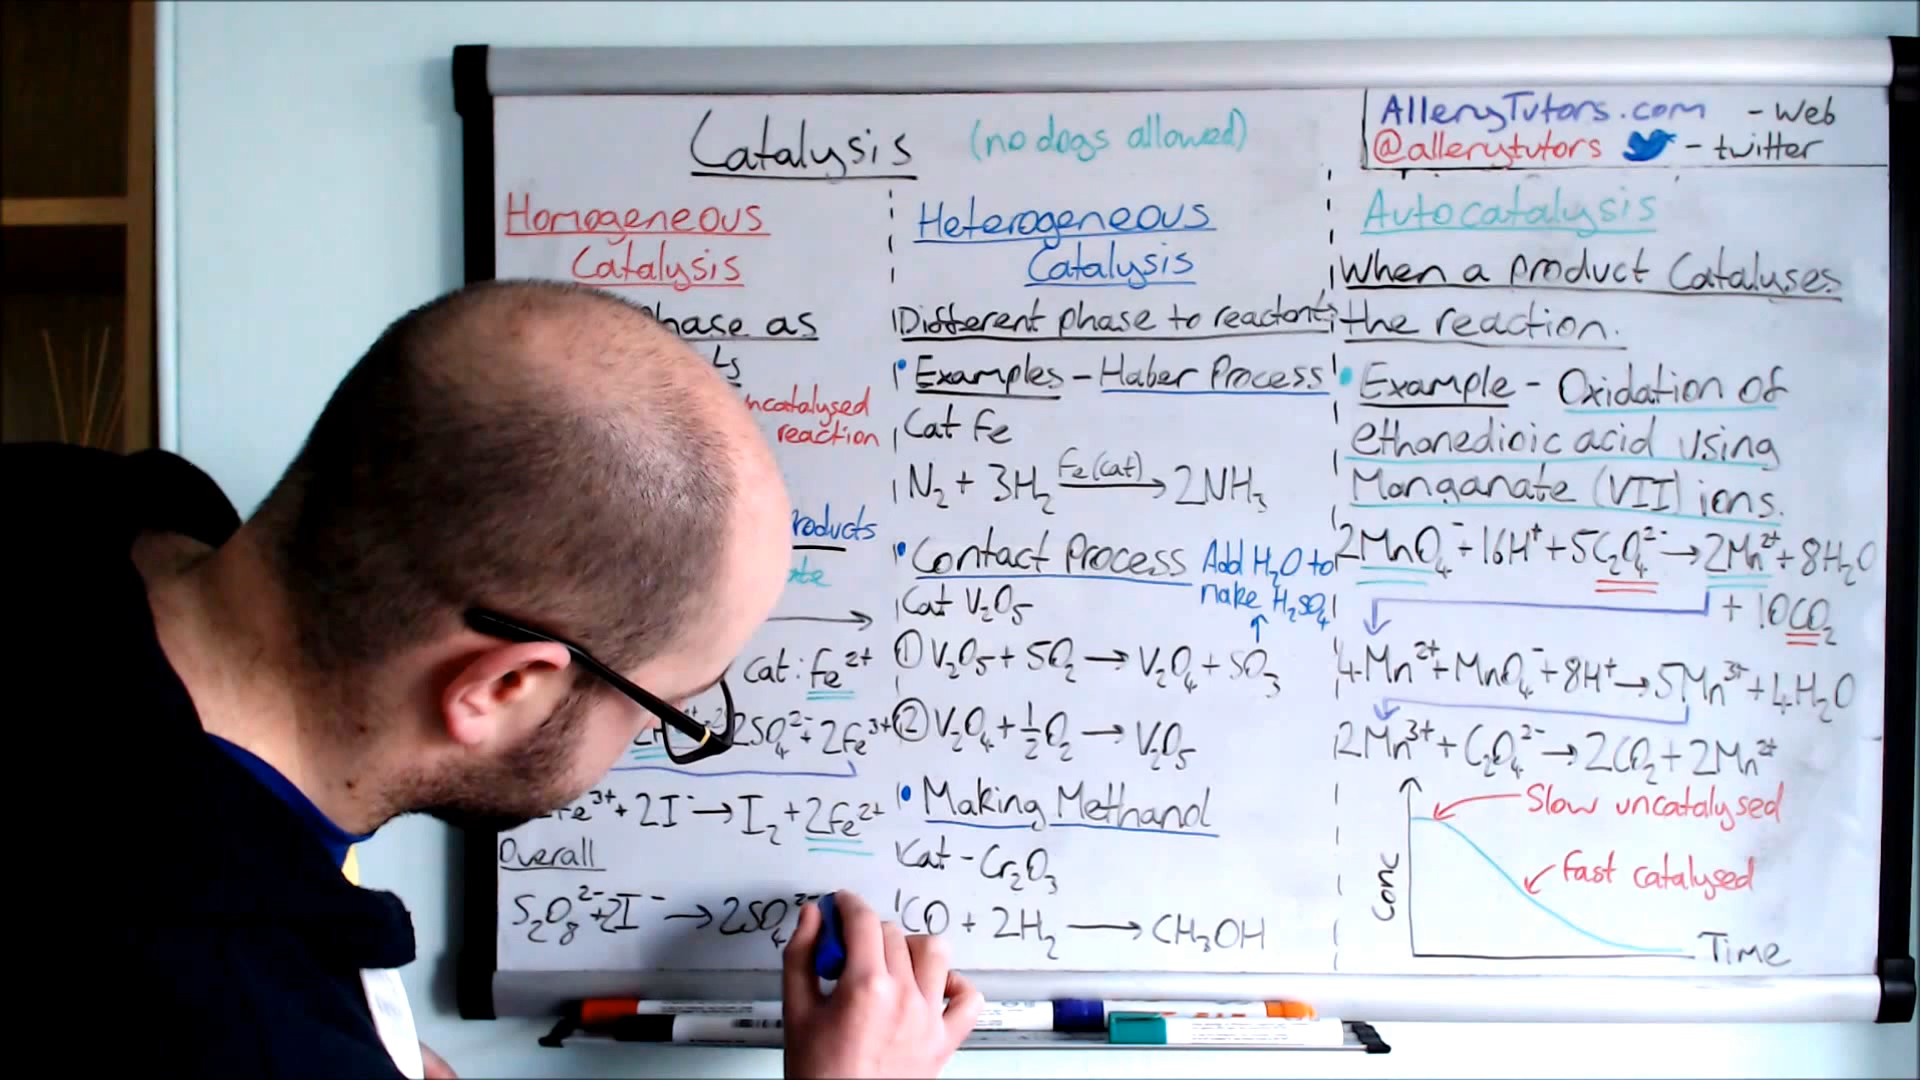 Catalysis (no dogs allowed)
AlleryTutors.com - Web
@allerytutors - twitter
Homogeneous
Catalysis
phase as
ts
uncatalysed
reaction
Products
cat: Fe²⁺
2SO₄²⁻ + 2Fe³⁺
Fe³⁺ + 2I⁻ → I₂ + 2Fe²⁺
Overall
S₂O₈²⁻ + 2I⁻ → 2SO₄²⁻
Heterogeneous
Catalysis
Different phase to reactants
• Examples - Haber Process
Cat Fe
N₂ + 3H₂ Fe(cat) → 2NH₃
• Contact Process
Add H₂O to
make H₂SO₄
Cat V₂O₅
① V₂O₅ + SO₂ → V₂O₄ + SO₃
② V₂O₄ + ½O₂ → V₂O₅
• Making Methanol
Cat - Cr₂O₃
CO + 2H₂ → CH₃OH
Autocatalysis
When a product Catalyses
the reaction.
• Example - Oxidation of
ethanedioic acid using
Manganate (VII) ions.
2MnO₄⁻ + 16H⁺ + 5C₂O₄²⁻ → 2Mn²⁺ + 8H₂O
+ 10CO₂
4Mn²⁺ + MnO₄⁻ + 8H⁺ → 5Mn³⁺ + 4H₂O
2Mn³⁺ + C₂O₄²⁻ → 2CO₂ + 2Mn²⁺
Slow uncatalysed
Fast catalysed
Conc
Time